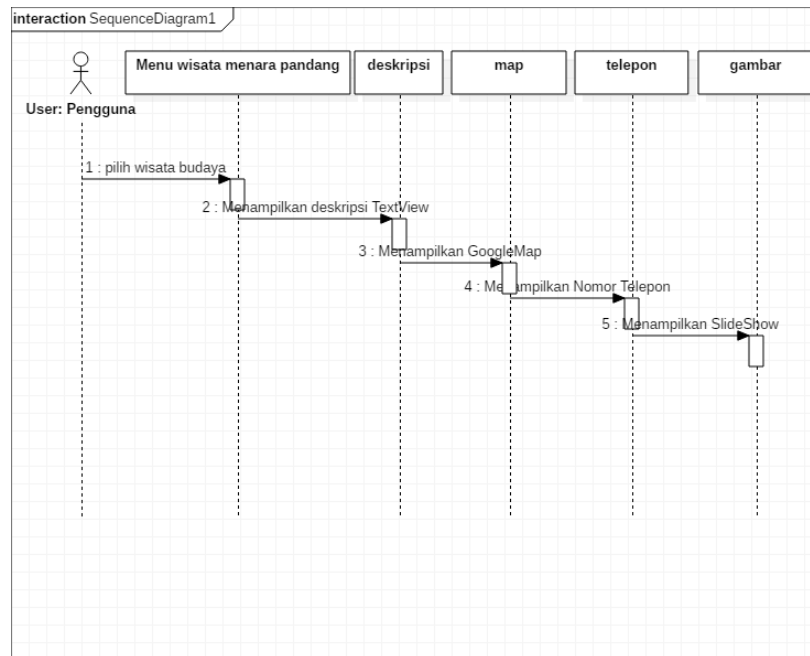 interaction SequenceDiagram1
Menu wisata menara pandang
deskripsi
map
telepon
gambar
User: Pengguna
1 : pilih wisata budaya
2 : Menampilkan deskripsi TextView
3 : Menampilkan GoogleMap
4 : Menampilkan Nomor Telepon
5 : Menampilkan SlideShow